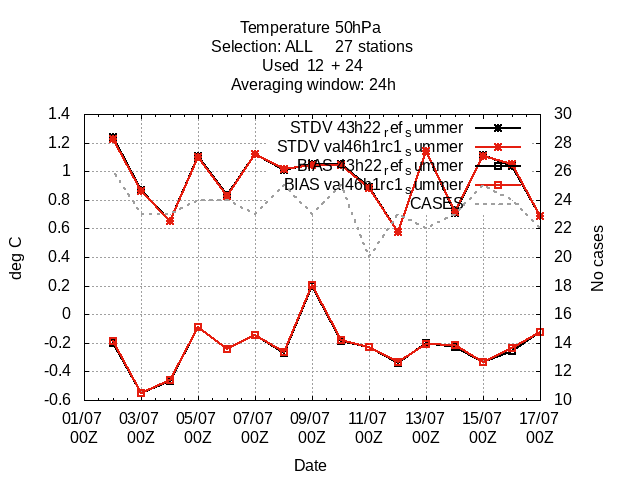 Temperature 50hPa
Selection: ALL 27 stations
Used 12 + 24
Averaging window: 24h
STDV 43h22ref_summer
STDV val46h1rc1_summer
BIAS 43h22ref_summer
BIAS val46h1rc1_summer
CASES
1.4
1.2
1
0.8
0.6
0.4
0.2
0
-0.2
-0.4
-0.6
deg C
30
28
26
24
22
20
18
16
14
12
10
No cases
01/07 03/07 05/07 07/07 09/07 11/07 13/07 15/07 17/07
00Z 00Z 00Z 00Z 00Z 00Z 00Z 00Z 00Z
Date